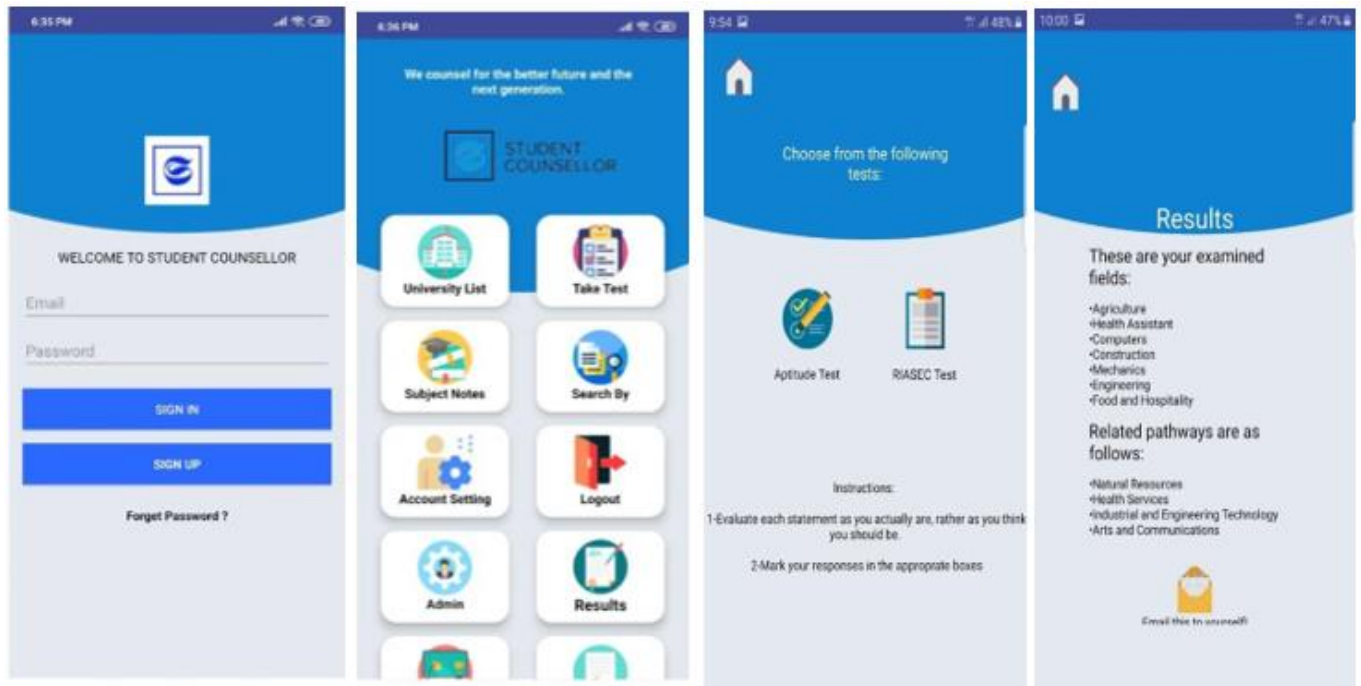 6:35 PM
WELCOME TO STUDENT COUNSELLOR
Email
Password
SIGN IN
SIGN UP
Forget Password ?
6:36 PM
We counsel for the better future and the
next generation.
STUDENT
COUNSELLOR
University List
Take Test
Subject Notes
Search By
Account Setting
Logout
Admin
Results
9:54
48%
Choose from the following
tests:
Aptitude Test
RIASEC Test
Instructions:
1-Evaluate each statement as you actually are, rather as you think
you should be.
2-Mark your responses in the approprate boxes
10:00
47%
Results
These are your examined
fields:
•Agriculture
•Health Assistant
•Computers
•Construction
•Mechanics
•Engineering
•Food and Hospitality
Related pathways are as
follows:
•Natural Resources
•Health Services
•Industrial and Engineering Technology
•Arts and Communications
Email this to yourself!